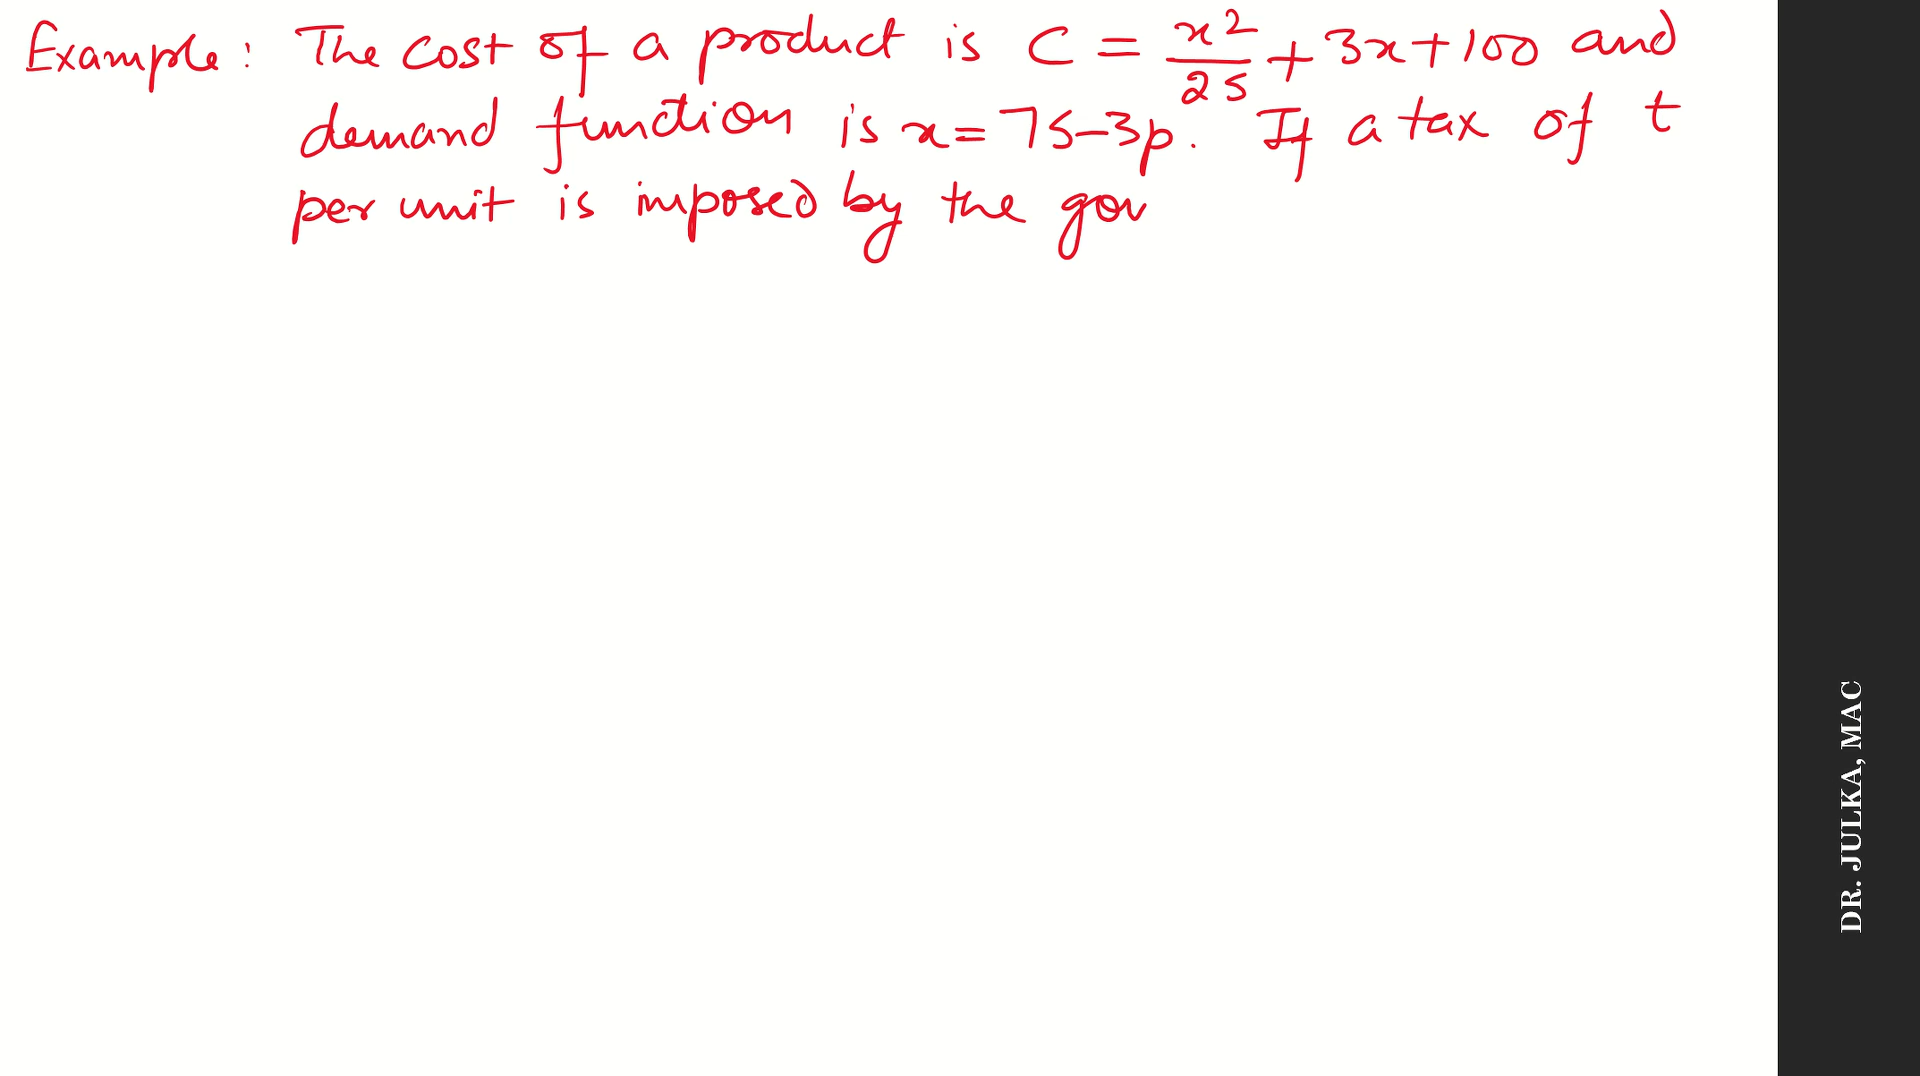 Example: The cost of a product is C = x²/25 + 3x + 100 and
demand function is x = 75 - 3p. If a tax of t
per unit is imposed by the gov
DR. JULKA, MAC